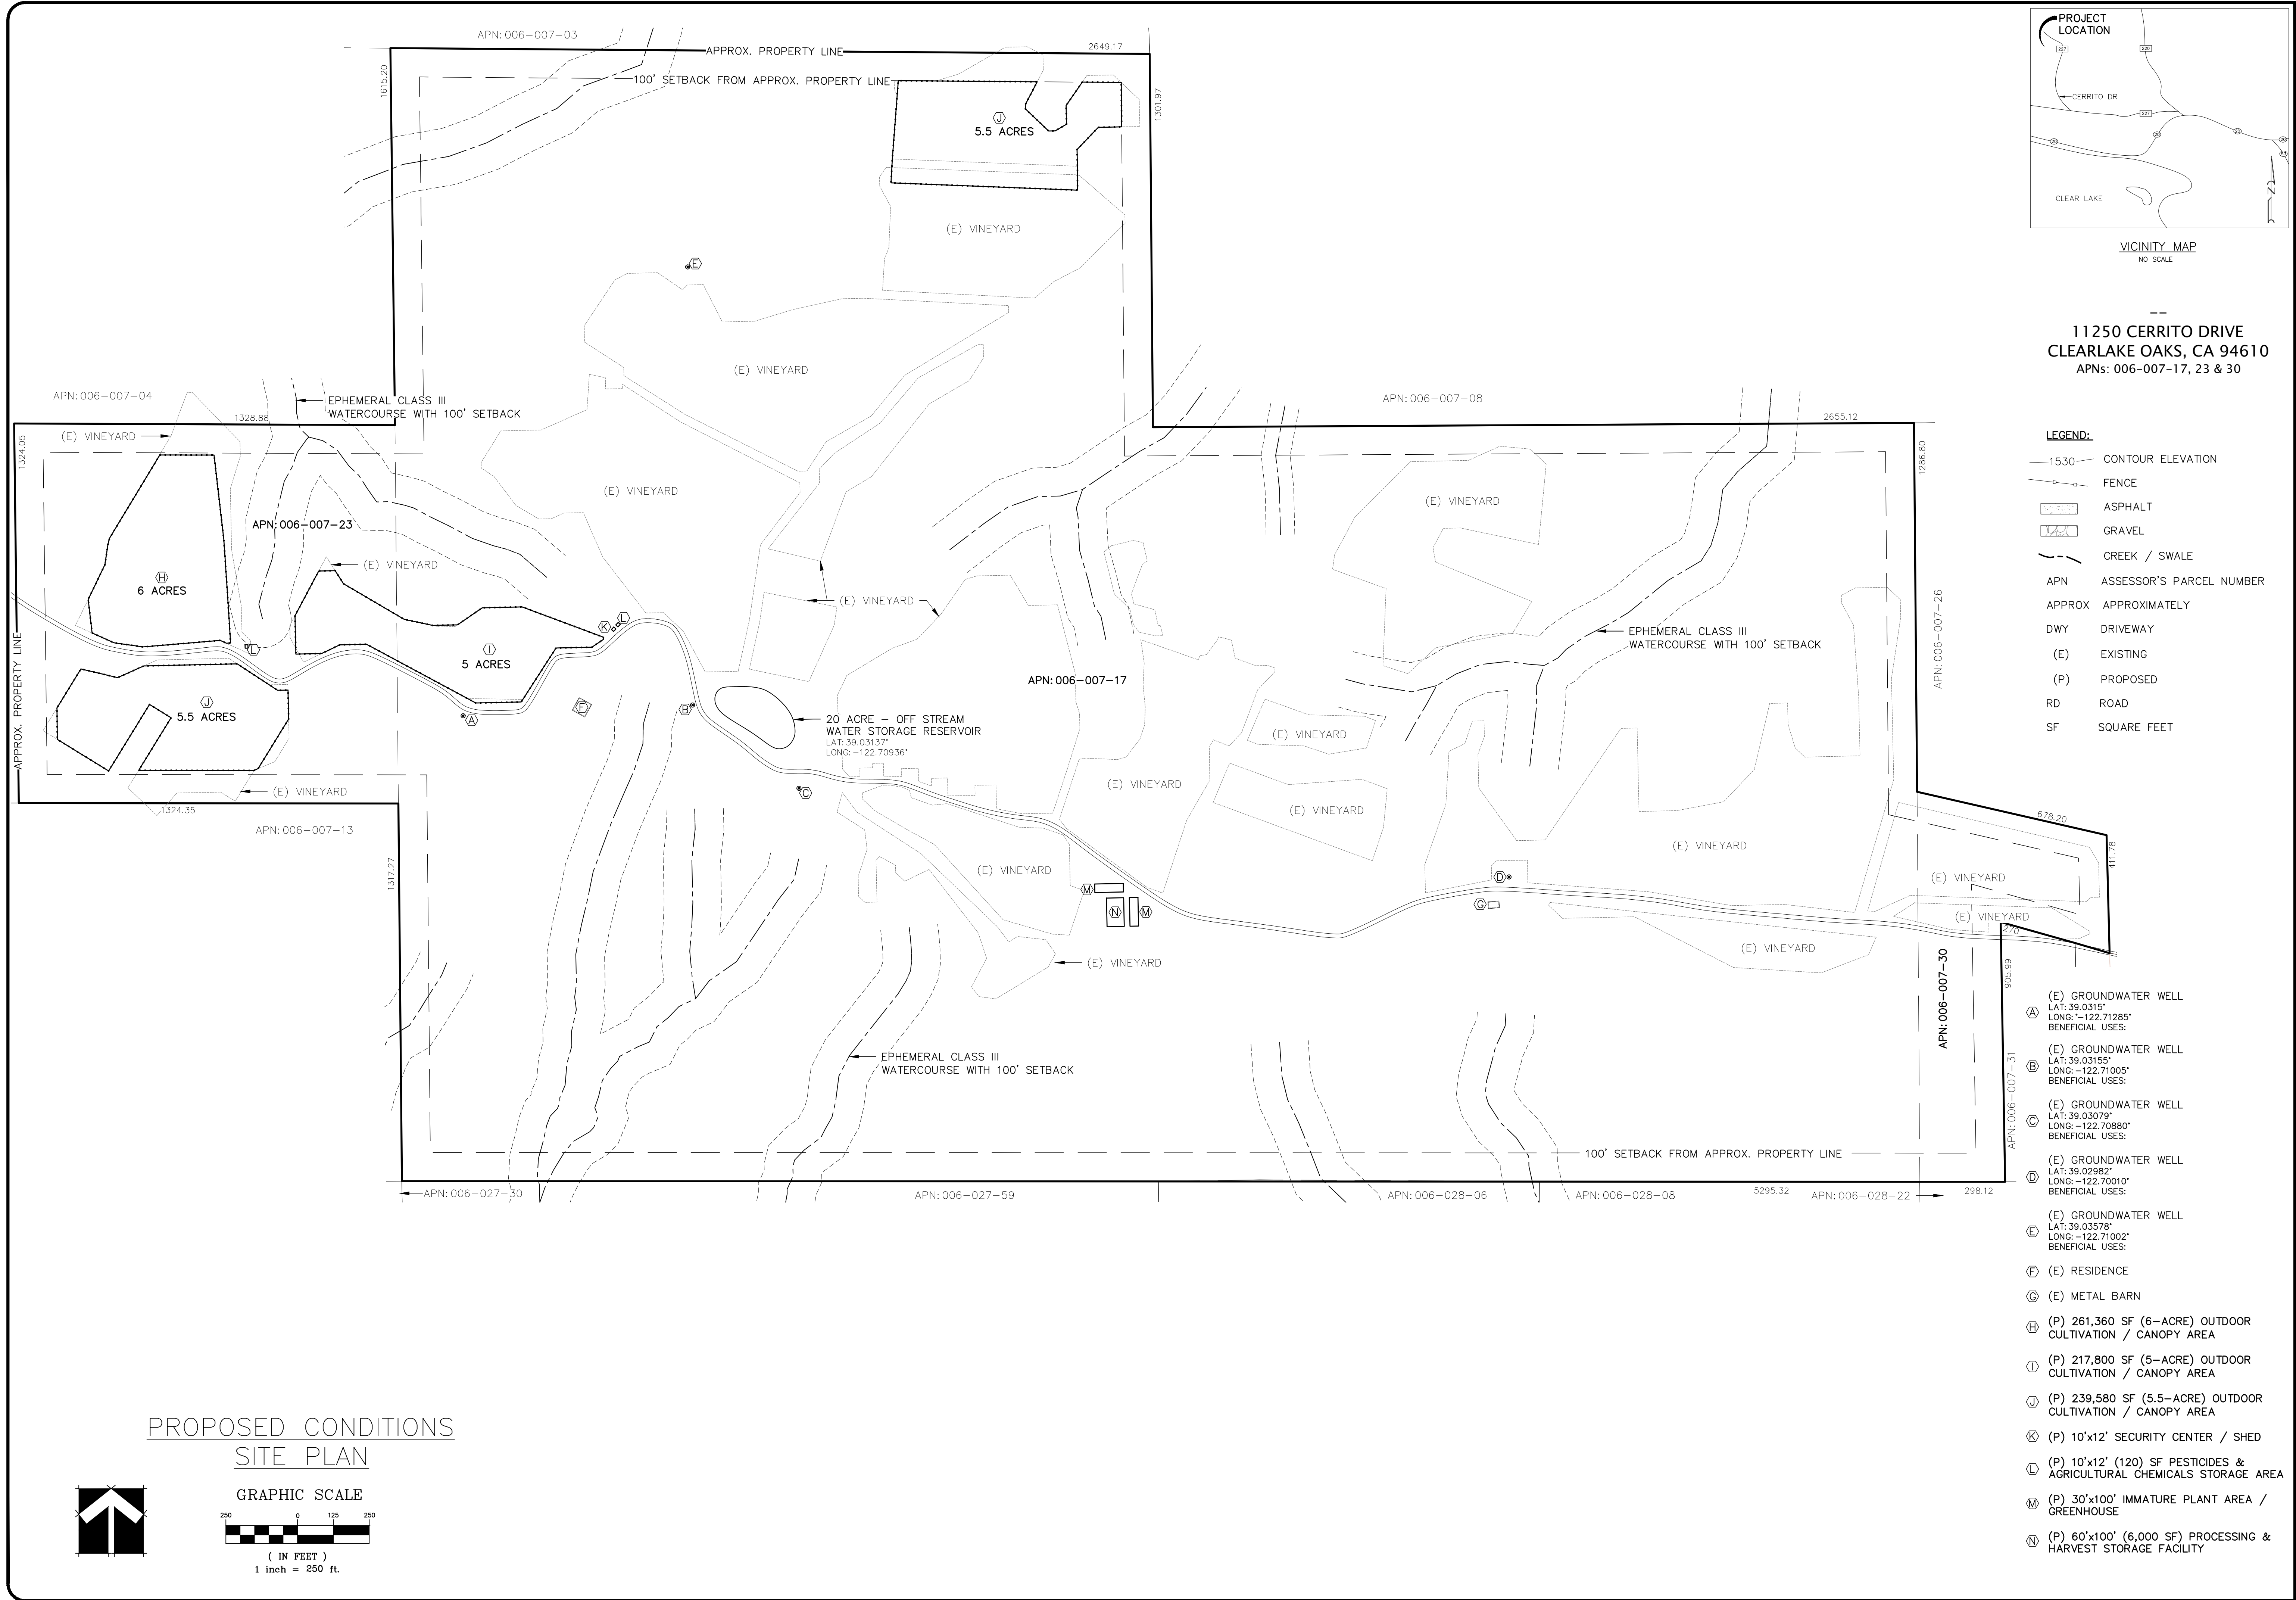 APN: 006-007-03
APPROX. PROPERTY LINE
2649.17
1615.20
100' SETBACK FROM APPROX. PROPERTY LINE
1301.97
J
5.5 ACRES
(E) VINEYARD
E
(E) VINEYARD
APN: 006-007-04
1328.88
EPHEMERAL CLASS III
WATERCOURSE WITH 100' SETBACK
APN: 006-007-08
2655.12
(E) VINEYARD
1324.05
1286.80
(E) VINEYARD
(E) VINEYARD
APN: 006-007-23
(E) VINEYARD
H
6 ACRES
(E) VINEYARD
K
L
APN: 006-007-26
EPHEMERAL CLASS III
WATERCOURSE WITH 100' SETBACK
L
I
5 ACRES
APPROX. PROPERTY LINE
APN: 006-007-17
J
5.5 ACRES
F
B
A
20 ACRE - OFF STREAM
WATER STORAGE RESERVOIR
LAT: 39.03137°
LONG: -122.70936°
(E) VINEYARD
(E) VINEYARD
(E) VINEYARD
C
(E) VINEYARD
1324.35
APN: 006-007-13
678.20
(E) VINEYARD
411.78
1317.27
(E) VINEYARD
D
(E) VINEYARD
M
G
N
M
(E) VINEYARD
270
(E) VINEYARD
(E) VINEYARD
APN: 006-007-30
905.99
EPHEMERAL CLASS III
WATERCOURSE WITH 100' SETBACK
APN: 006-007-31
100' SETBACK FROM APPROX. PROPERTY LINE
APN: 006-027-30
APN: 006-027-59
APN: 006-028-06
APN: 006-028-08
5295.32
APN: 006-028-22
298.12
PROPOSED CONDITIONS
SITE PLAN
GRAPHIC SCALE
250 0 125 250
( IN FEET )
1 inch = 250 ft.
PROJECT
LOCATION
227
220
CERRITO DR
227
20
20
20
20
53
CLEAR LAKE
N
VICINITY MAP
NO SCALE
--
11250 CERRITO DRIVE
CLEARLAKE OAKS, CA 94610
APNs: 006-007-17, 23 & 30
LEGEND:
1530 CONTOUR ELEVATION
FENCE
ASPHALT
GRAVEL
CREEK / SWALE
APN ASSESSOR'S PARCEL NUMBER
APPROX APPROXIMATELY
DWY DRIVEWAY
(E) EXISTING
(P) PROPOSED
RD ROAD
SF SQUARE FEET
A (E) GROUNDWATER WELL
LAT: 39.0315°
LONG: °-122.71285°
BENEFICIAL USES:
B (E) GROUNDWATER WELL
LAT: 39.03155°
LONG: -122.71005°
BENEFICIAL USES:
C (E) GROUNDWATER WELL
LAT: 39.03079°
LONG: -122.70880°
BENEFICIAL USES:
D (E) GROUNDWATER WELL
LAT: 39.02982°
LONG: -122.70010°
BENEFICIAL USES:
E (E) GROUNDWATER WELL
LAT: 39.03578°
LONG: -122.71002°
BENEFICIAL USES:
F (E) RESIDENCE
G (E) METAL BARN
H (P) 261,360 SF (6-ACRE) OUTDOOR
CULTIVATION / CANOPY AREA
I (P) 217,800 SF (5-ACRE) OUTDOOR
CULTIVATION / CANOPY AREA
J (P) 239,580 SF (5.5-ACRE) OUTDOOR
CULTIVATION / CANOPY AREA
K (P) 10'x12' SECURITY CENTER / SHED
L (P) 10'x12' (120) SF PESTICIDES &
AGRICULTURAL CHEMICALS STORAGE AREA
M (P) 30'x100' IMMATURE PLANT AREA /
GREENHOUSE
N (P) 60'x100' (6,000 SF) PROCESSING &
HARVEST STORAGE FACILITY